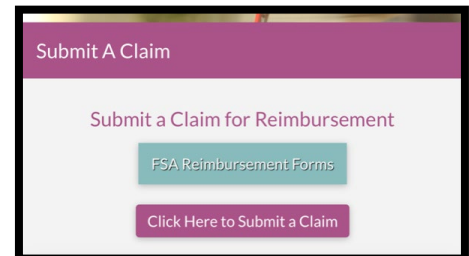 Submit A Claim
Submit a Claim for Reimbursement
FSA Reimbursement Forms
Click Here to Submit a Claim